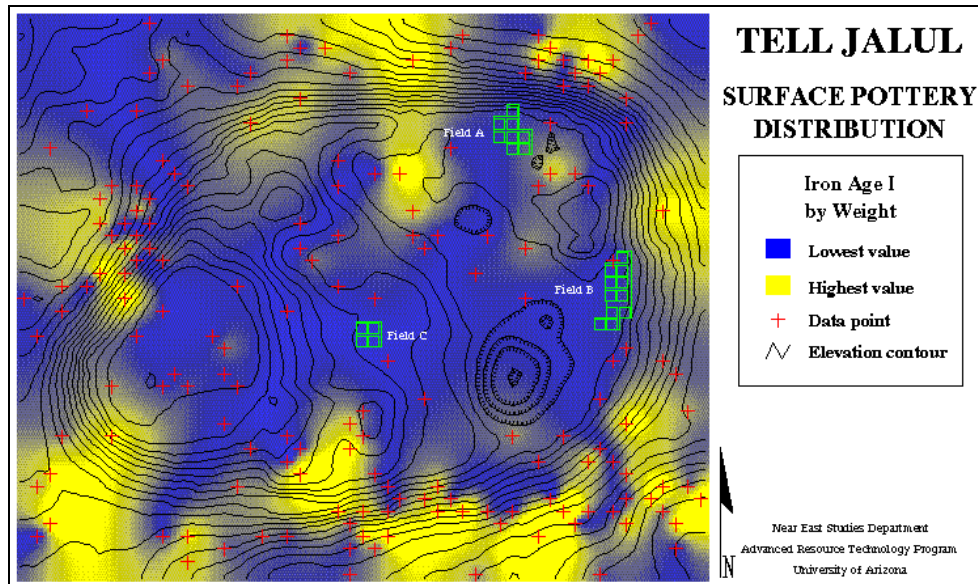 TELL JALUL
SURFACE POTTERY
DISTRIBUTION
Iron Age I
by Weight
Lowest value
Highest value
Data point
Elevation contour
Field A
Field B
Field C
N
Near East Studies Department
Advanced Resource Technology Program
University of Arizona